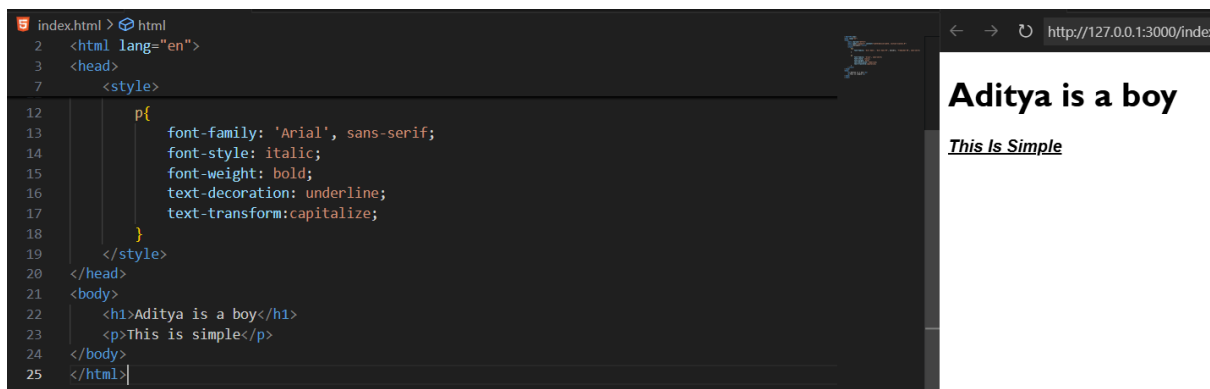 index.html > html
2 <html lang="en">
3 <head>
7 <style>
12 p{
13 font-family: 'Arial', sans-serif;
14 font-style: italic;
15 font-weight: bold;
16 text-decoration: underline;
17 text-transform:capitalize;
18 }
19 </style>
20 </head>
21 <body>
22 <h1>Aditya is a boy</h1>
23 <p>This is simple</p>
24 </body>
25 </html>
http://127.0.0.1:3000/inde
Aditya is a boy
This Is Simple